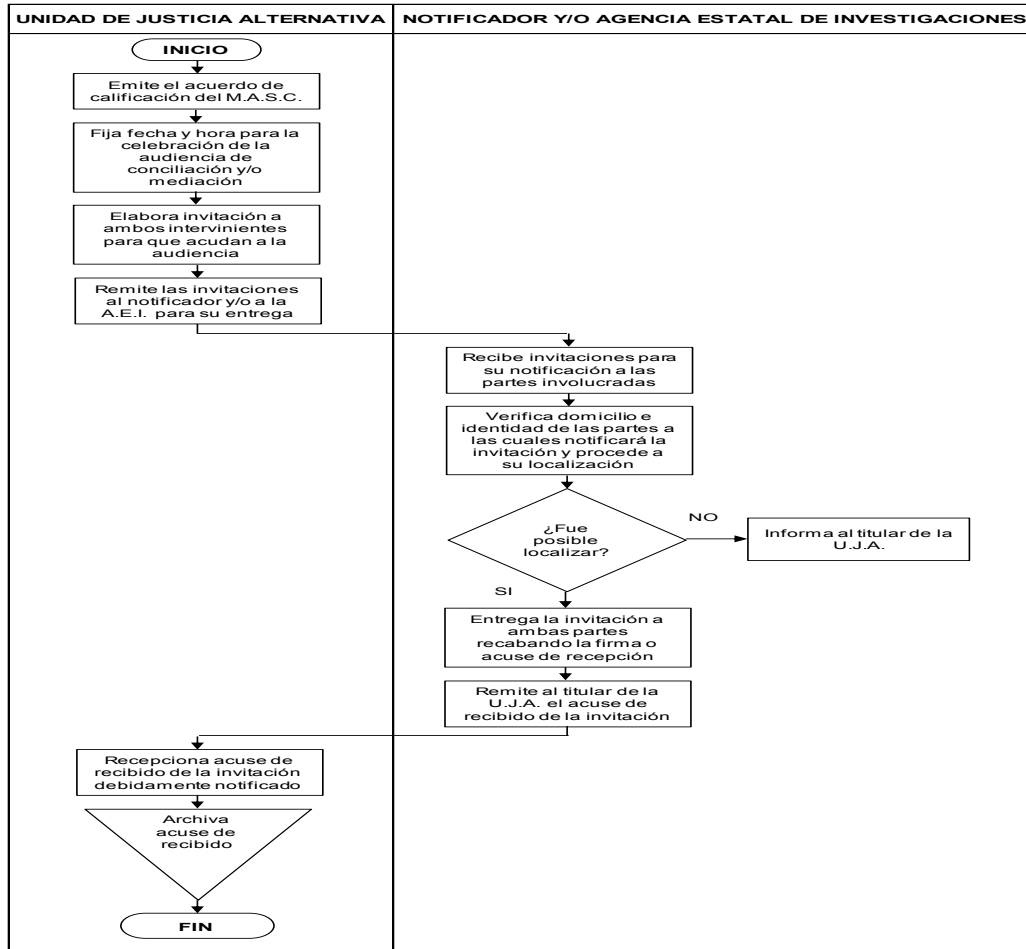 UNIDAD DE JUSTICIA ALTERNATIVA
NOTIFICADOR Y/O AGENCIA ESTATAL DE INVESTIGACIONES
INICIO
Emite el acuerdo de
calificación del M.A.S.C.
Fija fecha y hora para la
celebración de la
audiencia de
conciliación y/o
mediación
Elabora invitación a
ambos intervinientes
para que acudan a la
audiencia
Remite las invitaciones
al notificador y/o a la
A.E.I. para su entrega
Recibe invitaciones para
su notificación a las
partes involucradas
Verifica domicilio e
identidad de las partes a
las cuales notificará la
invitación y procede a
su localización
¿Fue
posible
localizar?
NO
Informa al titular de la
U.J.A.
SI
Entrega la invitación a
ambas partes
recabando la firma o
acuse de recepción
Remite al titular de la
U.J.A. el acuse de
recibido de la invitación
Recepciona acuse de
recibido de la invitación
debidamente notificado
Archiva
acuse de
recibido
FIN